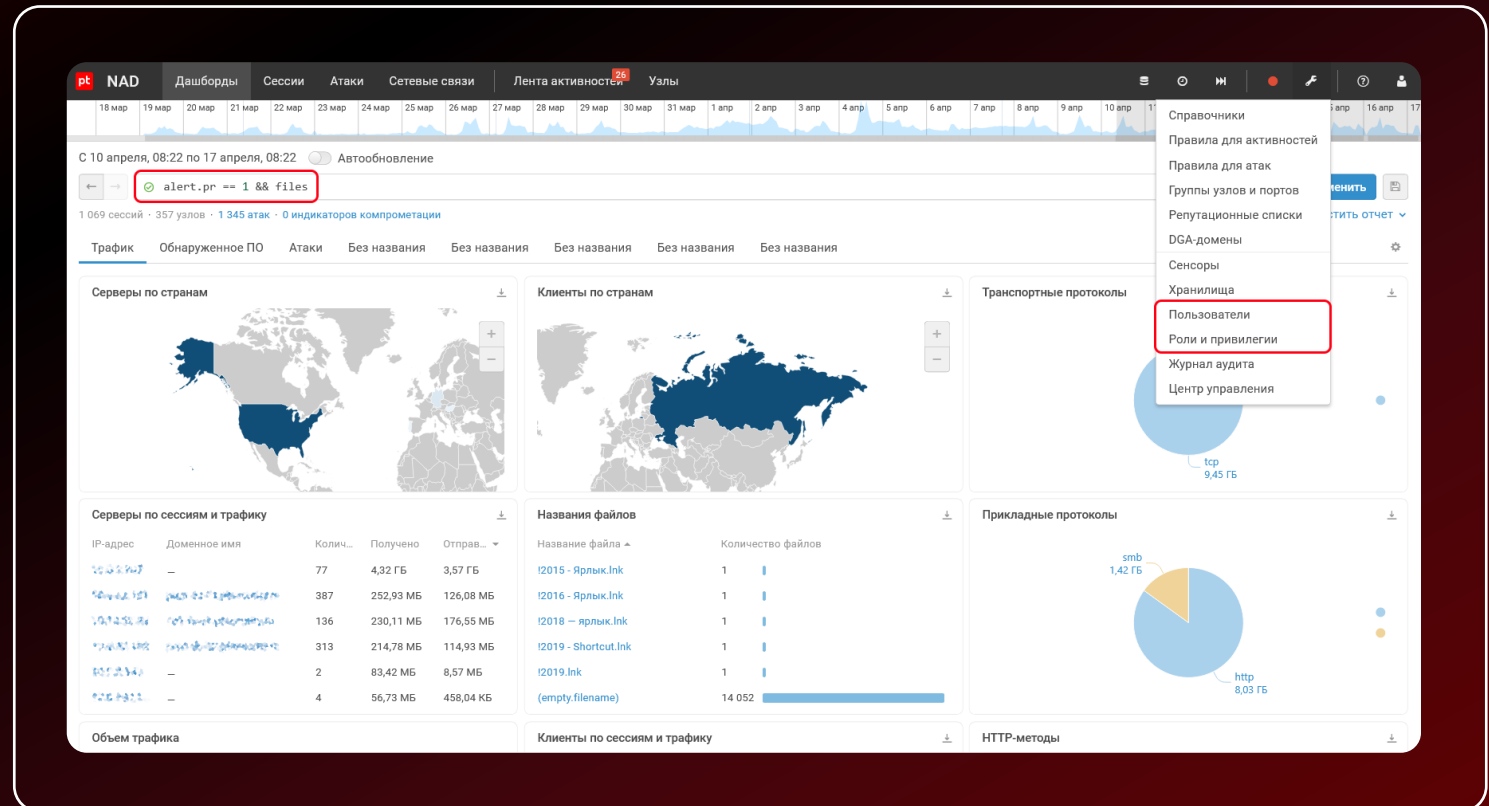 pt NAD Дашборды Сессии Атаки Сетевые связи Лента активностей 26 Узлы
18 мар 19 мар 20 мар 21 мар 22 мар 23 мар 24 мар 25 мар 26 мар 27 мар 28 мар 29 мар 30 мар 31 мар 1 апр 2 апр 3 апр 4 апр 5 апр 6 апр 7 апр 8 апр 9 апр 10 апр 16 апр 17
С 10 апреля, 08:22 по 17 апреля, 08:22 Автообновление
alert.pr == 1 && files
1 069 сессий · 357 узлов · 1 345 атак · 0 индикаторов компрометации отчет
Справочники
Правила для активностей
Правила для атак
Группы узлов и портов
Репутационные списки
DGA-домены
Сенсоры
Хранилища
Пользователи
Роли и привилегии
Журнал аудита
Центр управления
Трафик Обнаруженное ПО Атаки Без названия Без названия Без названия Без названия Без названия
Серверы по странам
+
−
Клиенты по странам
+
−
Транспортные протоколы
tcp
9,45 ГБ
Серверы по сессиям и трафику
IP-адрес Доменное имя Колич... Получено Отправ...
— 77 4,32 ГБ 3,57 ГБ
387 252,93 МБ 126,08 МБ
136 230,11 МБ 176,55 МБ
313 214,78 МБ 114,93 МБ
— 2 83,42 МБ 8,57 МБ
— 4 56,73 МБ 458,04 КБ
Названия файлов
Название файла Количество файлов
!2015 - Ярлык.lnk 1
!2016 - Ярлык.lnk 1
!2018 — ярлык.lnk 1
!2019 - Shortcut.lnk 1
!2019.lnk 1
(empty.filename) 14 052
Прикладные протоколы
smb
1,42 ГБ
http
8,03 ГБ
Объем трафика
Клиенты по сессиям и трафику
HTTP-методы